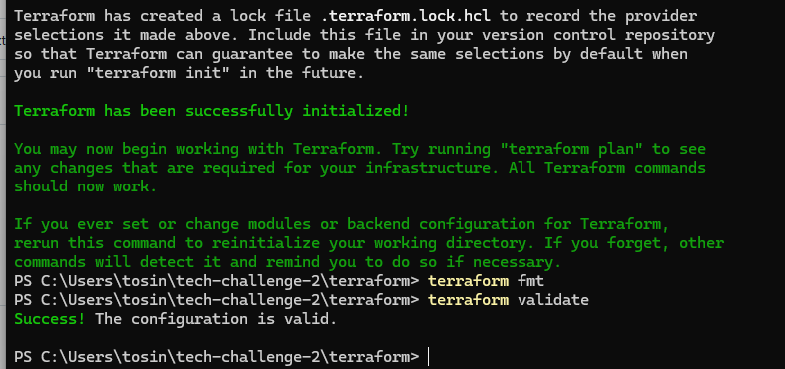 Terraform has created a lock file .terraform.lock.hcl to record the provider
selections it made above. Include this file in your version control repository
so that Terraform can guarantee to make the same selections by default when
you run "terraform init" in the future.
Terraform has been successfully initialized!
You may now begin working with Terraform. Try running "terraform plan" to see
any changes that are required for your infrastructure. All Terraform commands
should now work.
If you ever set or change modules or backend configuration for Terraform,
rerun this command to reinitialize your working directory. If you forget, other
commands will detect it and remind you to do so if necessary.
PS C:\Users\tosin\tech-challenge-2\terraform> terraform fmt
PS C:\Users\tosin\tech-challenge-2\terraform> terraform validate
Success! The configuration is valid.
PS C:\Users\tosin\tech-challenge-2\terraform>